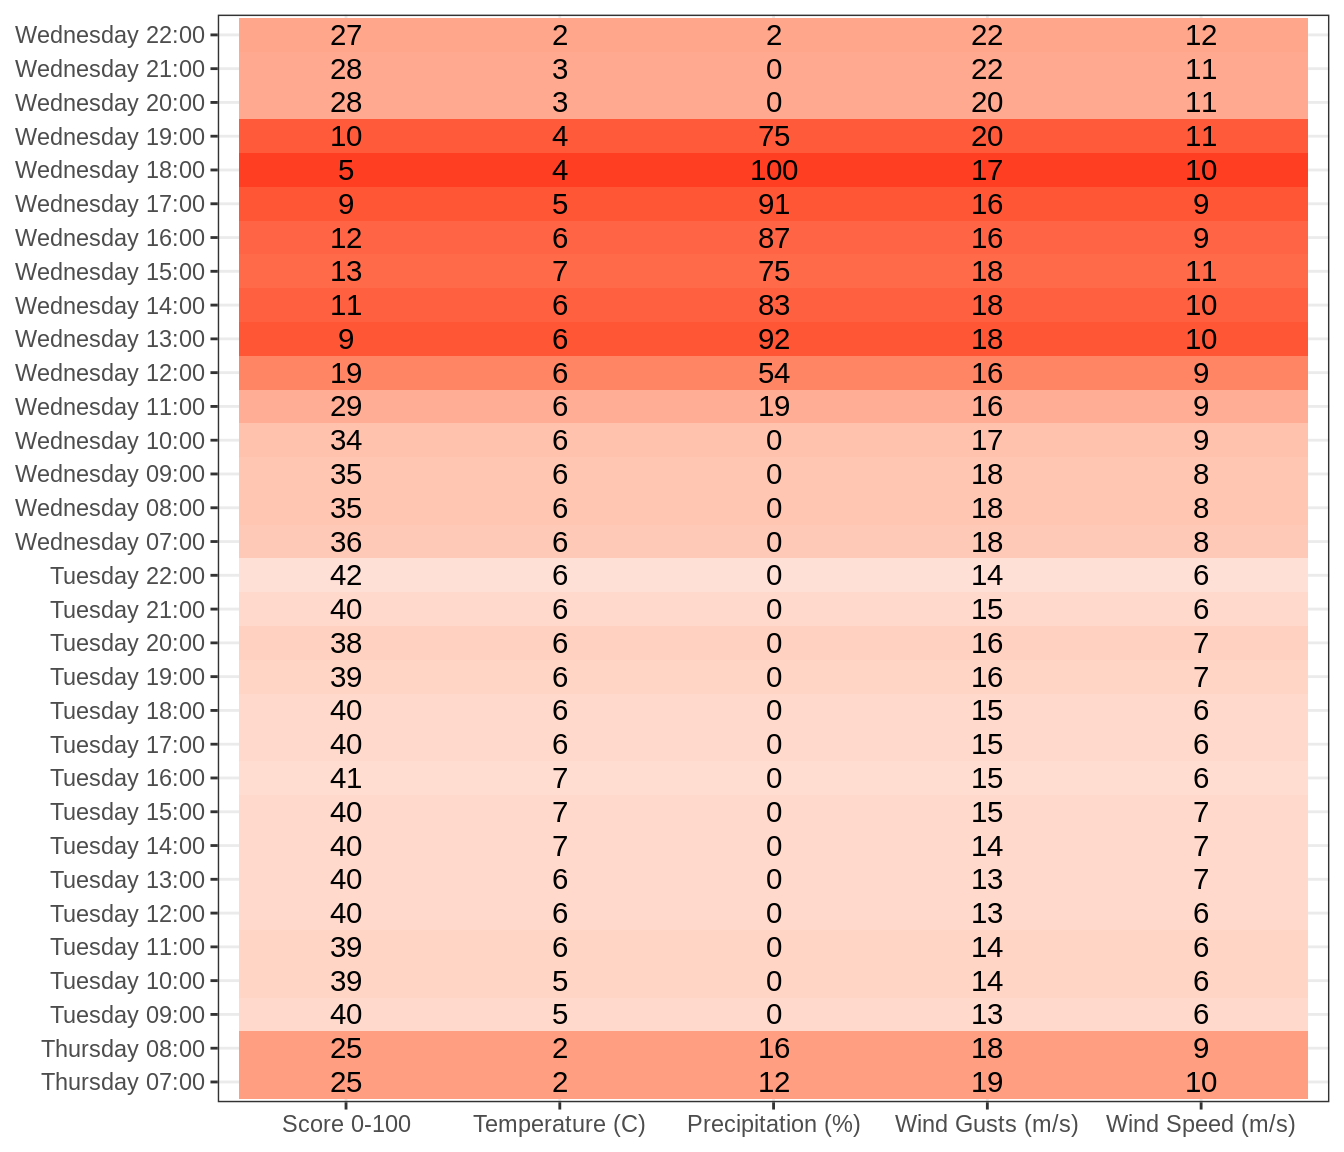 Wednesday 22:00 27 2 2 22 12
Wednesday 21:00 28 3 0 22 11
Wednesday 20:00 28 3 0 20 11
Wednesday 19:00 10 4 75 20 11
Wednesday 18:00 5 4 100 17 10
Wednesday 17:00 9 5 91 16 9
Wednesday 16:00 12 6 87 16 9
Wednesday 15:00 13 7 75 18 11
Wednesday 14:00 11 6 83 18 10
Wednesday 13:00 9 6 92 18 10
Wednesday 12:00 19 6 54 16 9
Wednesday 11:00 29 6 19 16 9
Wednesday 10:00 34 6 0 17 9
Wednesday 09:00 35 6 0 18 8
Wednesday 08:00 35 6 0 18 8
Wednesday 07:00 36 6 0 18 8
Tuesday 22:00 42 6 0 14 6
Tuesday 21:00 40 6 0 15 6
Tuesday 20:00 38 6 0 16 7
Tuesday 19:00 39 6 0 16 7
Tuesday 18:00 40 6 0 15 6
Tuesday 17:00 40 6 0 15 6
Tuesday 16:00 41 7 0 15 6
Tuesday 15:00 40 7 0 15 7
Tuesday 14:00 40 7 0 14 7
Tuesday 13:00 40 6 0 13 7
Tuesday 12:00 40 6 0 13 6
Tuesday 11:00 39 6 0 14 6
Tuesday 10:00 39 5 0 14 6
Tuesday 09:00 40 5 0 13 6
Thursday 08:00 25 2 16 18 9
Thursday 07:00 25 2 12 19 10
Score 0-100 Temperature (C) Precipitation (%) Wind Gusts (m/s) Wind Speed (m/s)